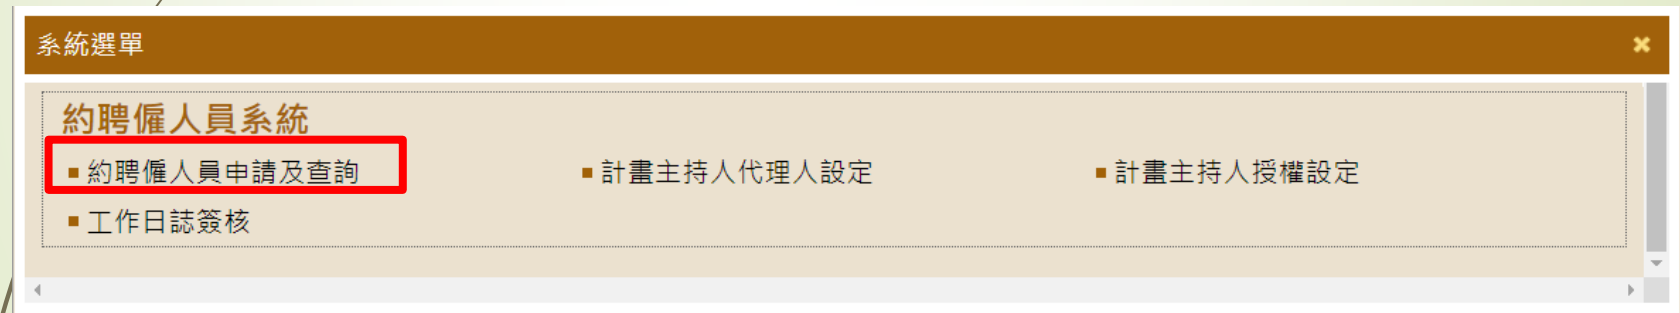 系統選單
約聘僱人員系統
約聘僱人員申請及查詢 計畫主持人代理人設定 計畫主持人授權設定
工作日誌簽核